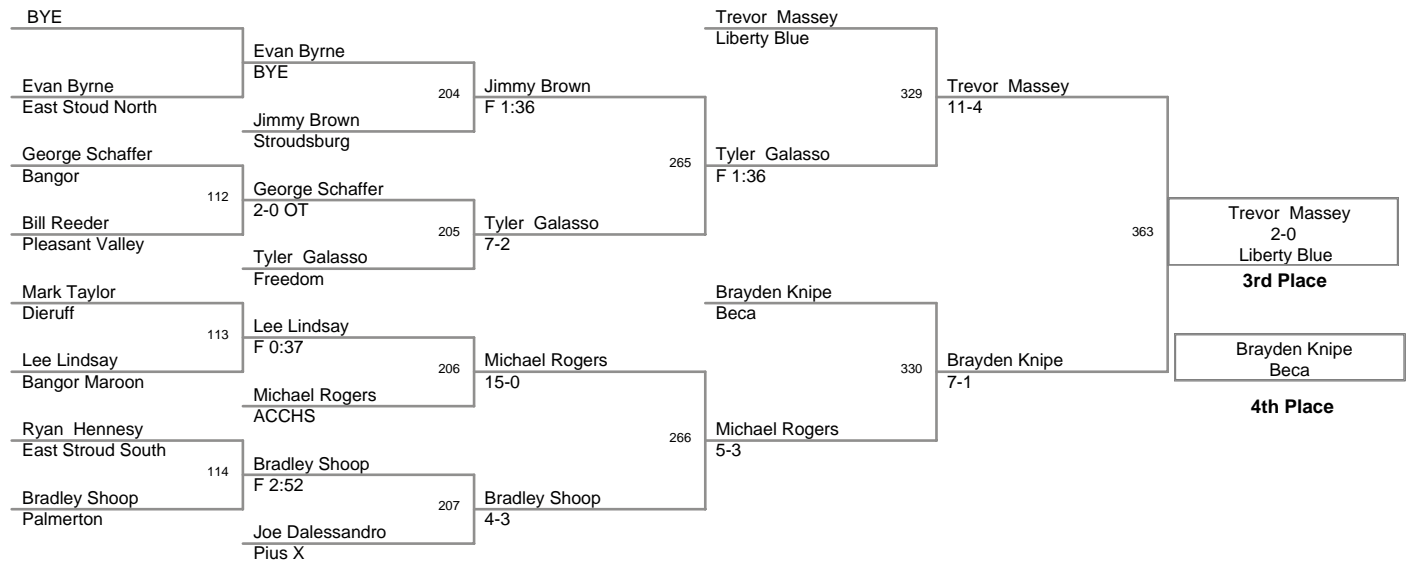 BYE
Evan Byrne
East Stoud North
George Schaffer
Bangor
112
Bill Reeder
Pleasant Valley
Mark Taylor
Dieruff
113
Lee Lindsay
Bangor Maroon
Ryan Hennesy
East Stroud South
114
Bradley Shoop
Palmerton
Evan Byrne
BYE
204
Jimmy Brown
Stroudsburg
George Schaffer
2-0 OT
205
Tyler Galasso
Freedom
Lee Lindsay
F 0:37
206
Michael Rogers
ACCHS
Bradley Shoop
F 2:52
207
Joe Dalessandro
Pius X
Jimmy Brown
F 1:36
265
Tyler Galasso
7-2
Michael Rogers
15-0
266
Bradley Shoop
4-3
Trevor Massey
Liberty Blue
329
Tyler Galasso
F 1:36
Brayden Knipe
Beca
330
Michael Rogers
5-3
Trevor Massey
11-4
363
Brayden Knipe
7-1
Trevor Massey
2-0
Liberty Blue
3rd Place
Brayden Knipe
Beca
4th Place